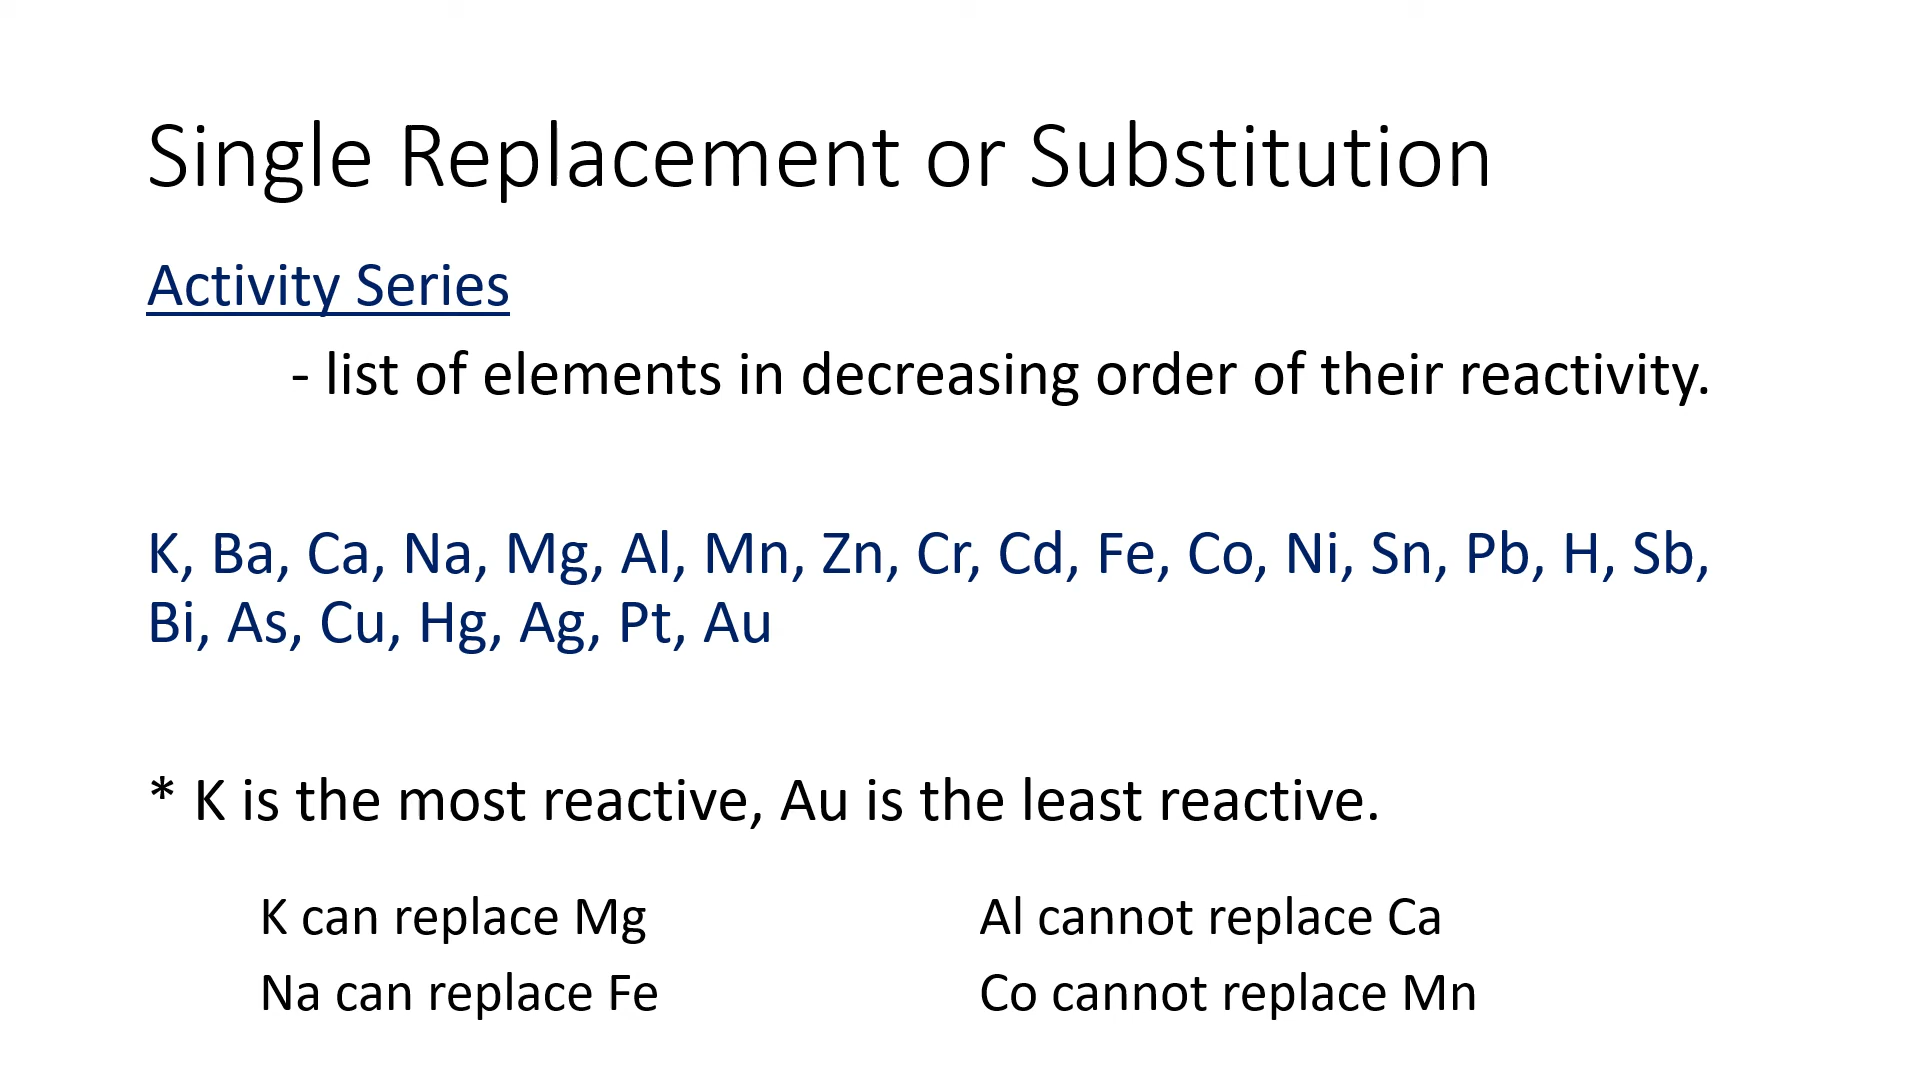 Single Replacement or Substitution
Activity Series
- list of elements in decreasing order of their reactivity.
K, Ba, Ca, Na, Mg, Al, Mn, Zn, Cr, Cd, Fe, Co, Ni, Sn, Pb, H, Sb,
Bi, As, Cu, Hg, Ag, Pt, Au
* K is the most reactive, Au is the least reactive.
K can replace Mg
Al cannot replace Ca
Na can replace Fe
Co cannot replace Mn